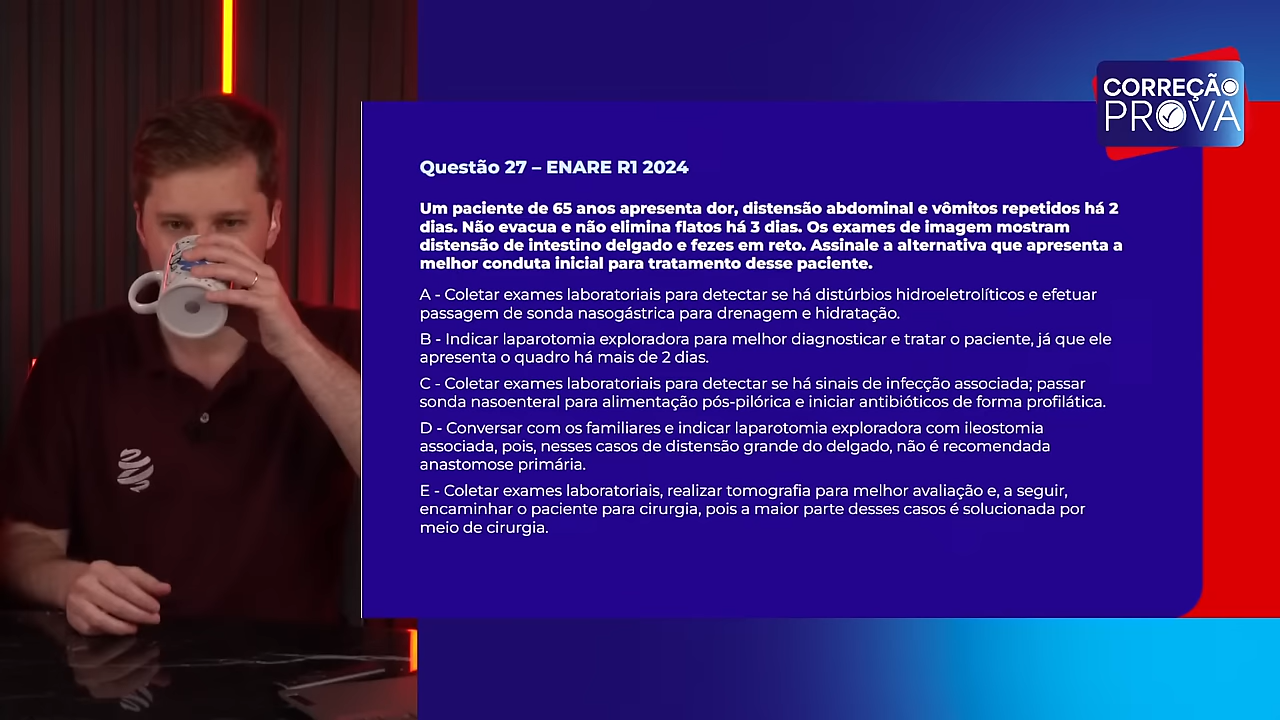 CORREÇÃO
PROVA
Questão 27 – ENARE R1 2024
Um paciente de 65 anos apresenta dor, distensão abdominal e vômitos repetidos há 2
dias. Não evacua e não elimina flatos há 3 dias. Os exames de imagem mostram
distensão de intestino delgado e fezes em reto. Assinale a alternativa que apresenta a
melhor conduta inicial para tratamento desse paciente.
A - Coletar exames laboratoriais para detectar se há distúrbios hidroeletrolíticos e efetuar
passagem de sonda nasogástrica para drenagem e hidratação.
B - Indicar laparotomia exploradora para melhor diagnosticar e tratar o paciente, já que ele
apresenta o quadro há mais de 2 dias.
C - Coletar exames laboratoriais para detectar se há sinais de infecção associada; passar
sonda nasoenteral para alimentação pós-pilórica e iniciar antibióticos de forma profilática.
D - Conversar com os familiares e indicar laparotomia exploradora com ileostomia
associada, pois, nesses casos de distensão grande do delgado, não é recomendada
anastomose primária.
E - Coletar exames laboratoriais, realizar tomografia para melhor avaliação e, a seguir,
encaminhar o paciente para cirurgia, pois a maior parte desses casos é solucionada por
meio de cirurgia.